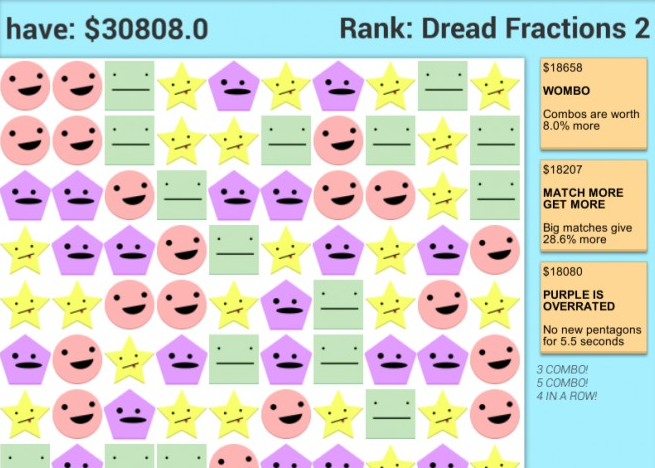 have: $30808.0
Rank: Dread Fractions 2
$18658
WOMBO
Combos are worth
8.0% more
$18207
MATCH MORE
GET MORE
Big matches give
28.6% more
$18080
PURPLE IS
OVERRATED
No new pentagons
for 5.5 seconds
3 COMBO!
5 COMBO!
4 IN A ROW!